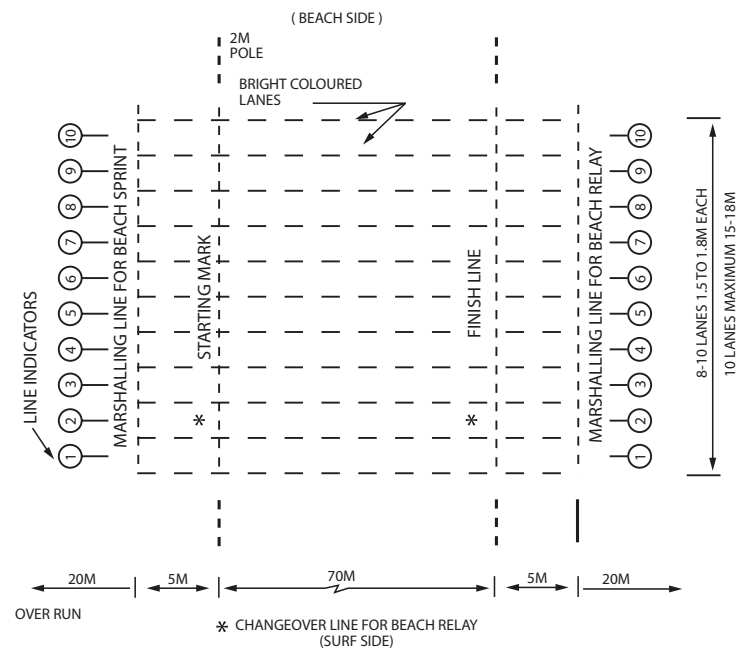 ( BEACH SIDE )
2M
POLE
BRIGHT COLOURED
LANES
10
9
8
7
6
5
4
3
2
1
LINE INDICATORS
MARSHALLING LINE FOR BEACH SPRINT
STARTING MARK
*
FINISH LINE
*
MARSHALLING LINE FOR BEACH RELAY
10
9
8
7
6
5
4
3
2
1
8-10 LANES 1.5 TO 1.8M EACH
10 LANES MAXIMUM 15-18M
20M
5M
70M
5M
20M
OVER RUN
* CHANGEOVER LINE FOR BEACH RELAY
(SURF SIDE)